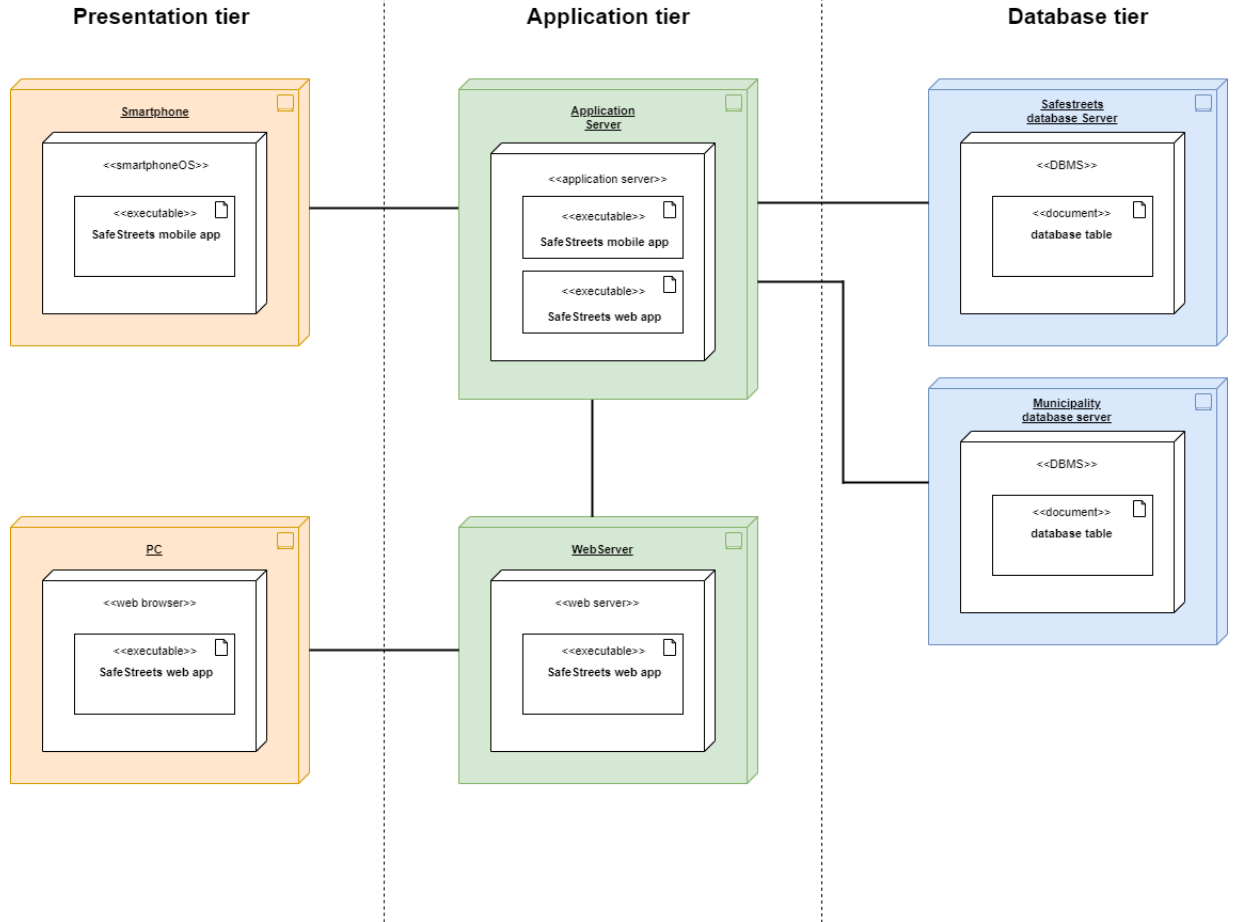 Presentation tier
Application tier
Database tier
Smartphone
<<smartphoneOS>>
<<executable>>
SafeStreets mobile app
Application
Server
<<application server>>
<<executable>>
SafeStreets mobile app
<<executable>>
SafeStreets web app
Safestreets
database Server
<<DBMS>>
<<document>>
database table
Municipality
database server
<<DBMS>>
<<document>>
database table
PC
<<web browser>>
<<executable>>
SafeStreets web app
WebServer
<<web server>>
<<executable>>
SafeStreets web app